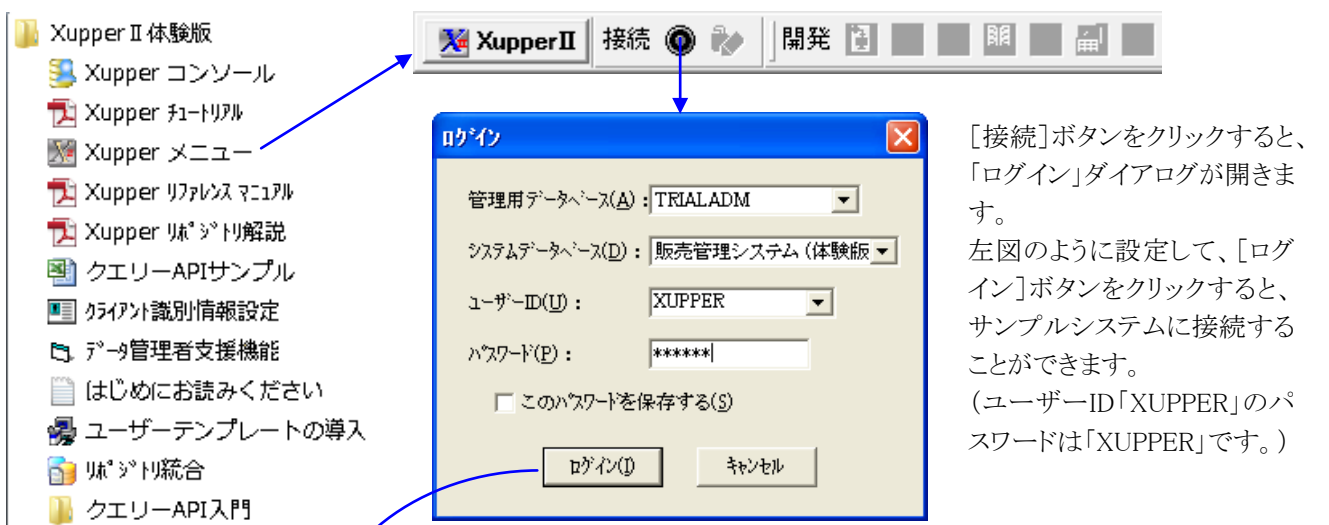 Xupper Ⅱ 体験版
Xupper コンソール
Xupper ﾁｭｰﾄﾘｱﾙ
Xupper メニュー
Xupper ﾘﾌｧﾚﾝｽ ﾏﾆｭｱﾙ
Xupper ﾘﾎﾟｼﾞﾄﾘ解説
クエリーAPIサンプル
ｸﾗｲｱﾝﾄ識別情報設定
ﾃﾞｰﾀ管理者支援機能
はじめにお読みください
ユーザーテンプレートの導入
ﾘﾎﾟｼﾞﾄﾘ統合
クエリーAPI入門
XupperⅡ 接続 開発
ﾛｸﾞｲﾝ
管理用ﾃﾞｰﾀﾍﾞｰｽ(A) : TRIALADM
ｼｽﾃﾑﾃﾞｰﾀﾍﾞｰｽ(D) : 販売管理システム (体験版
ﾕｰｻﾞｰID(U) : XUPPER
ﾊﾟｽﾜｰﾄﾞ(P) : ******
このﾊﾟｽﾜｰﾄﾞを保存する(S)
ﾛｸﾞｲﾝ(I) ｷｬﾝｾﾙ
［接続］ボタンをクリックすると、
「ログイン」ダイアログが開きま
す。
左図のように設定して、［ログ
イン］ボタンをクリックすると、
サンプルシステムに接続する
ことができます。
（ユーザーID「XUPPER」のパ
スワードは「XUPPER」です。）